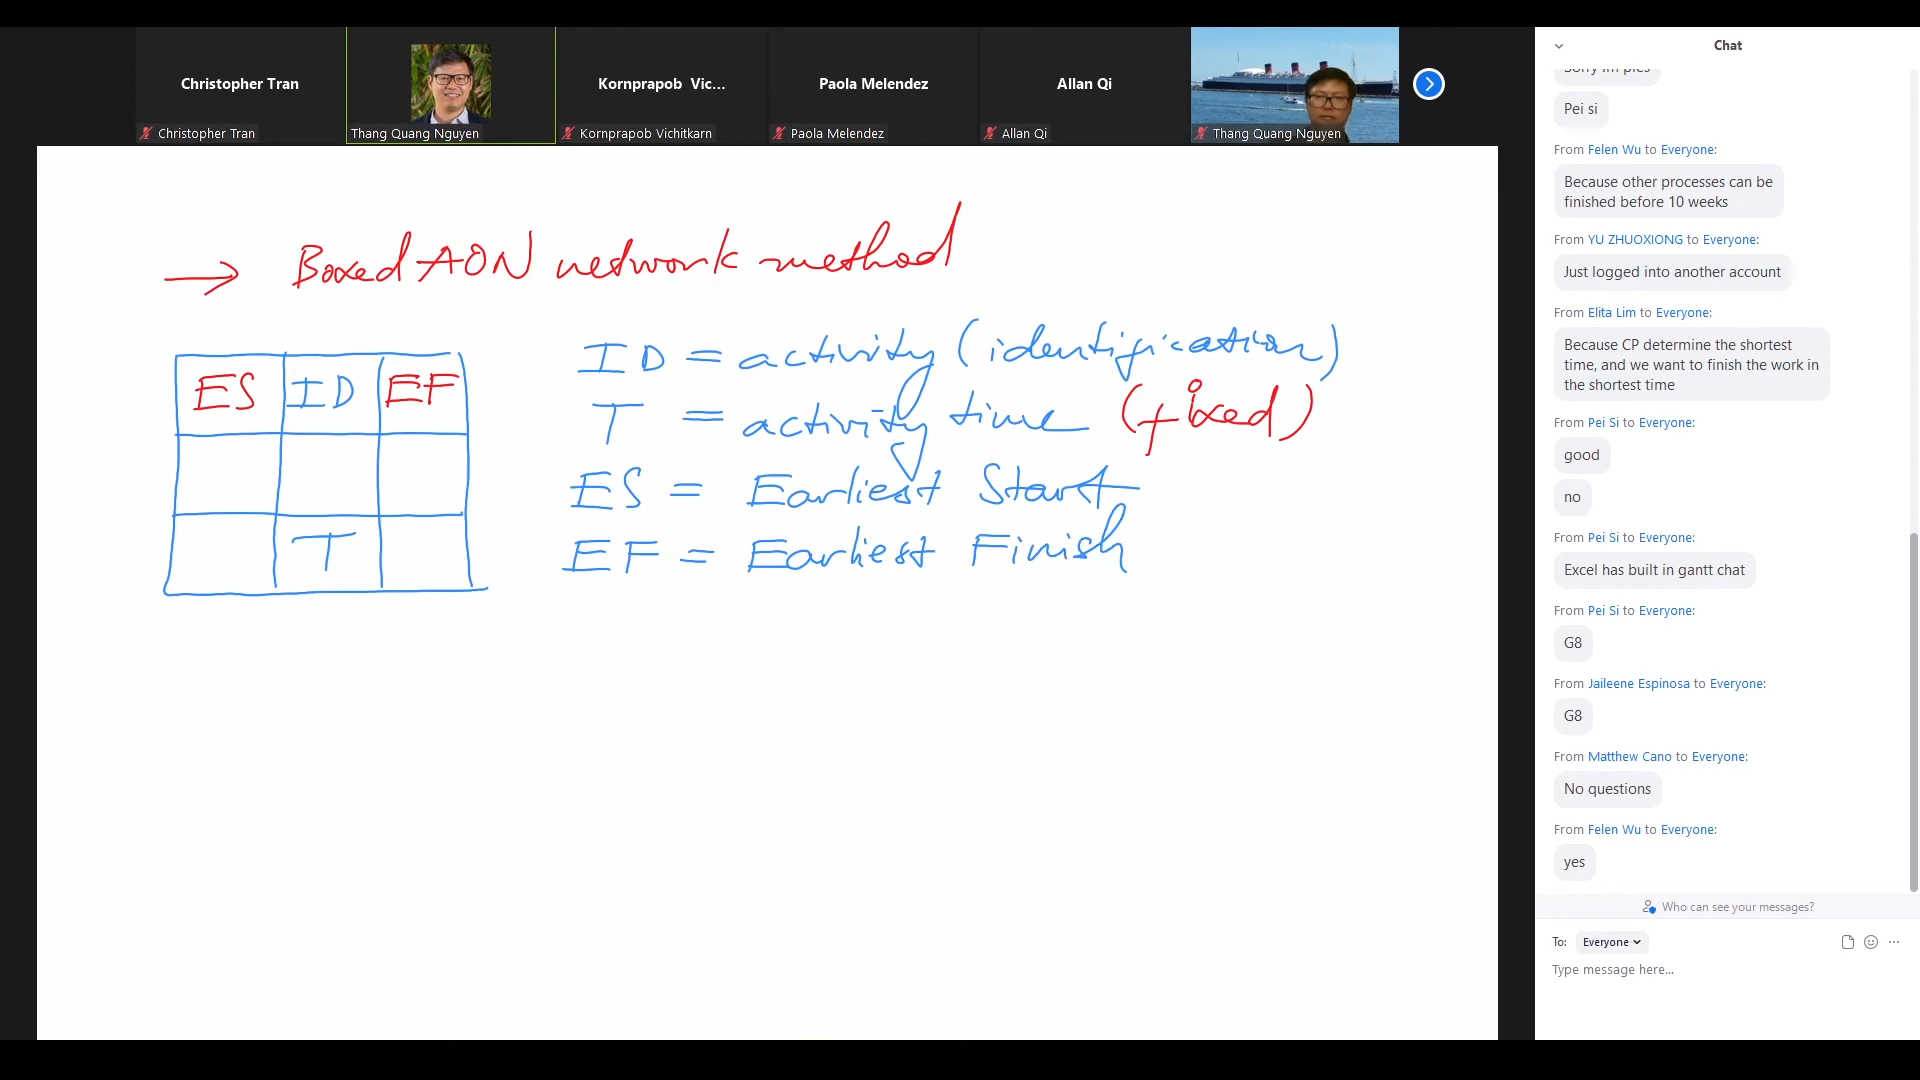 Christopher Tran
Kornprapob Vic...
Paola Melendez
Allan Qi
Christopher Tran
Thang Quang Nguyen
Kornprapob Vichitkarn
Paola Melendez
Allan Qi
Thang Quang Nguyen
→ Boxed AON network method
ES ID EF
T
ID = activity (identification)
T = activity time (fixed)
ES = Earliest Start
EF = Earliest Finish
Chat
Sorry im pies
Pei si
From Felen Wu to Everyone:
Because other processes can be
finished before 10 weeks
From YU ZHUOXIONG to Everyone:
Just logged into another account
From Elita Lim to Everyone:
Because CP determine the shortest
time, and we want to finish the work in
the shortest time
From Pei Si to Everyone:
good
no
From Pei Si to Everyone:
Excel has built in gantt chat
From Pei Si to Everyone:
G8
From Jaileene Espinosa to Everyone:
G8
From Matthew Cano to Everyone:
No questions
From Felen Wu to Everyone:
yes
Who can see your messages?
To: Everyone
Type message here...